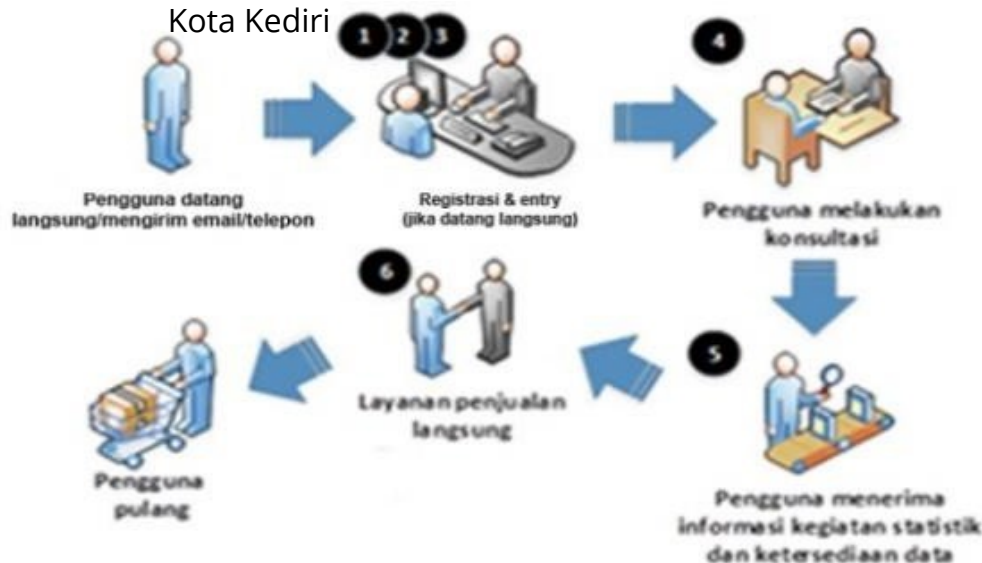 Kota Kediri
1 2 3
4
Pengguna datang
langsung/mengirim email/telepon
Registrasi & entry
(jika datang langsung)
Pengguna melakukan
konsultasi
5
Pengguna menerima
informasi kegiatan statistik
dan ketersediaan data
6
Layanan penjualan
langsung
Pengguna
pulang